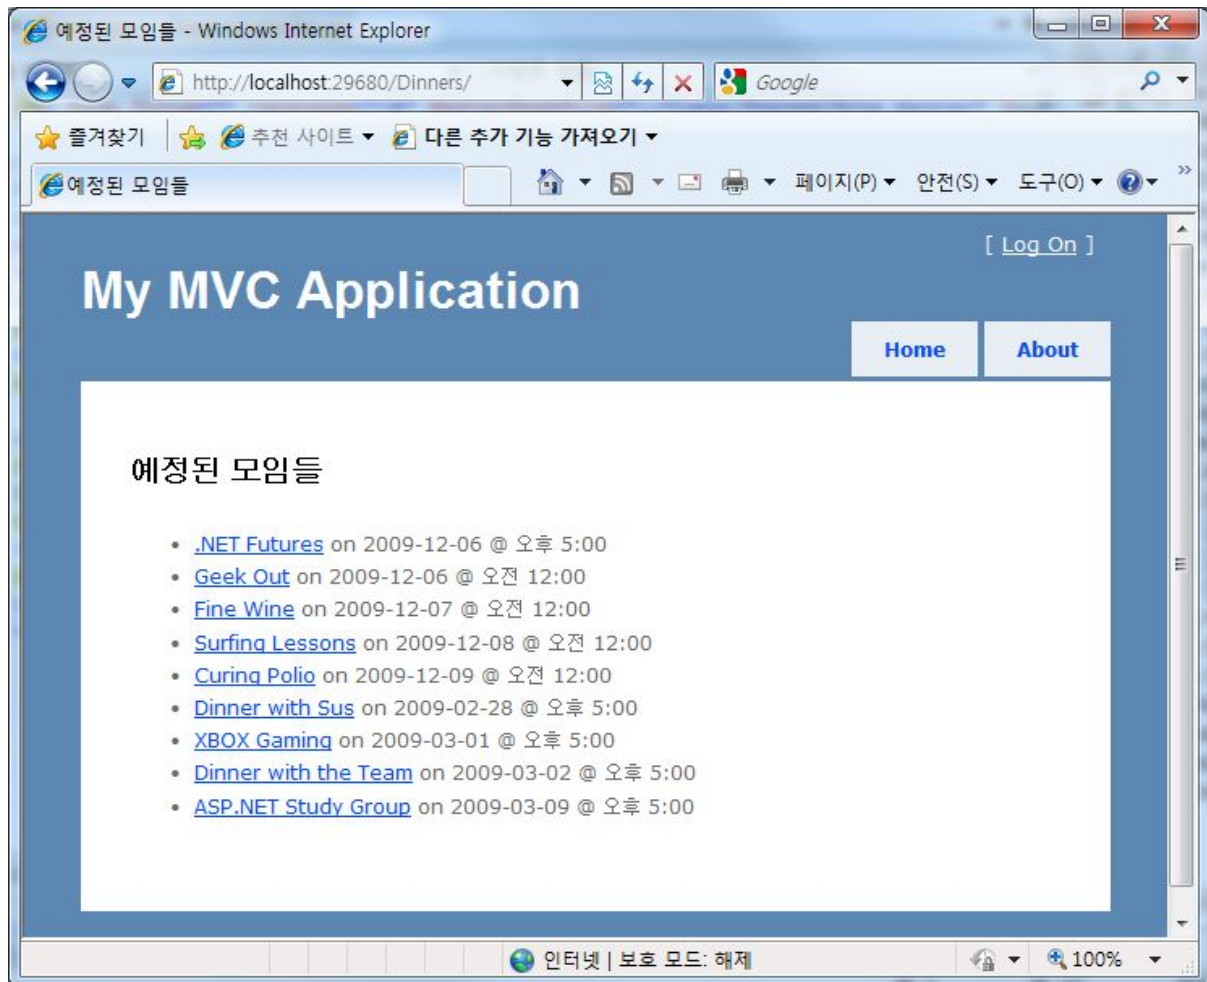 예정된 모임들 - Windows Internet Explorer
http://localhost:29680/Dinners/
Google
즐겨찾기
추천 사이트
다른 추가 기능 가져오기
예정된 모임들
페이지(P)
안전(S)
도구(O)
[ Log On ]
My MVC Application
Home
About
예정된 모임들
.NET Futures on 2009-12-06 @ 오후 5:00
Geek Out on 2009-12-06 @ 오전 12:00
Fine Wine on 2009-12-07 @ 오전 12:00
Surfing Lessons on 2009-12-08 @ 오전 12:00
Curing Polio on 2009-12-09 @ 오전 12:00
Dinner with Sus on 2009-02-28 @ 오후 5:00
XBOX Gaming on 2009-03-01 @ 오후 5:00
Dinner with the Team on 2009-03-02 @ 오후 5:00
ASP.NET Study Group on 2009-03-09 @ 오후 5:00
인터넷 | 보호 모드: 해제
100%